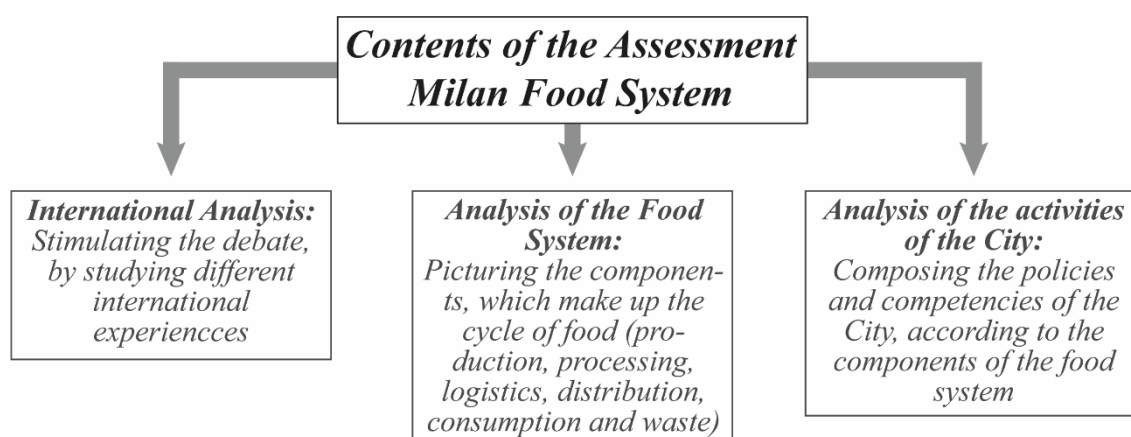 Contents of the Assessment
Milan Food System
International Analysis:
Stimulating the debate,
by studying different
international
experiencces
Analysis of the Food
System:
Picturing the componen-
ts, which make up the
cycle of food (pro-
duction, processing,
logistics, distribution,
consumption and waste)
Analysis of the activities
of the City:
Composing the policies
and competencies of the
City, according to the
components of the food
system